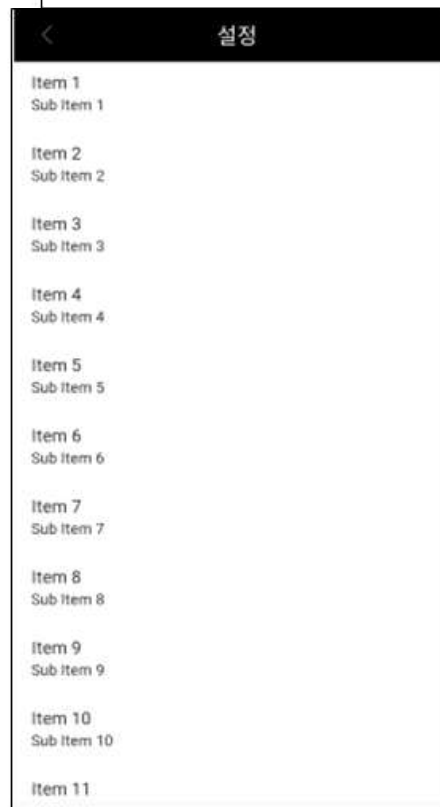 설정
Item 1
Sub Item 1
Item 2
Sub Item 2
Item 3
Sub Item 3
Item 4
Sub Item 4
Item 5
Sub Item 5
Item 6
Sub Item 6
Item 7
Sub Item 7
Item 8
Sub Item 8
Item 9
Sub Item 9
Item 10
Sub Item 10
Item 11